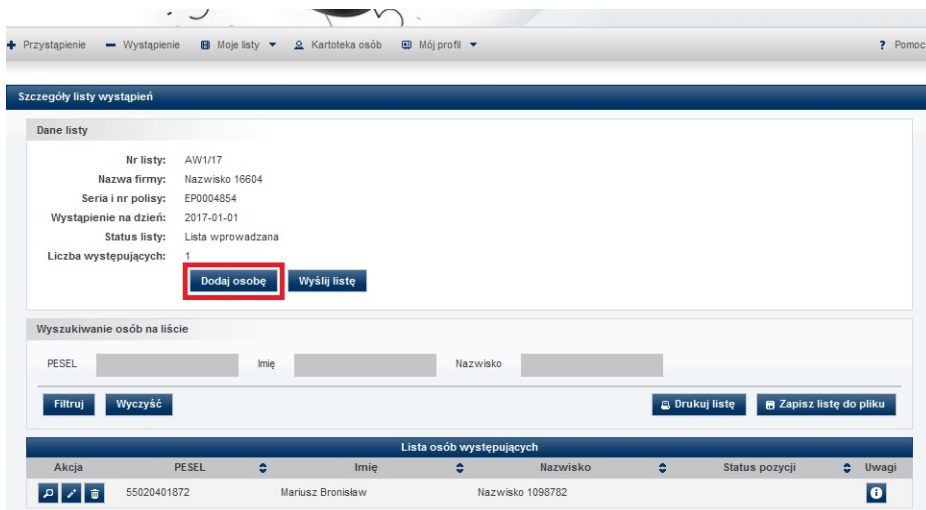 Przystąpienie Wystąpienie Moje listy Kartoteka osób Mój profil ? Pomoc
Szczegóły listy wystąpień
Dane listy
Nr listy: AW1/17
Nazwa firmy: Nazwisko 16604
Seria i nr polisy: EP0004854
Wystąpienie na dzień: 2017-01-01
Status listy: Lista wprowadzana
Liczba występujących: 1
Dodaj osobę Wyślij listę
Wyszukiwanie osób na liście
PESEL Imię Nazwisko
Filtruj Wyczyść Drukuj listę Zapisz listę do pliku
Lista osób występujących
Akcja PESEL Imię Nazwisko Status pozycji Uwagi
55020401872 Mariusz Bronisław Nazwisko 1098782